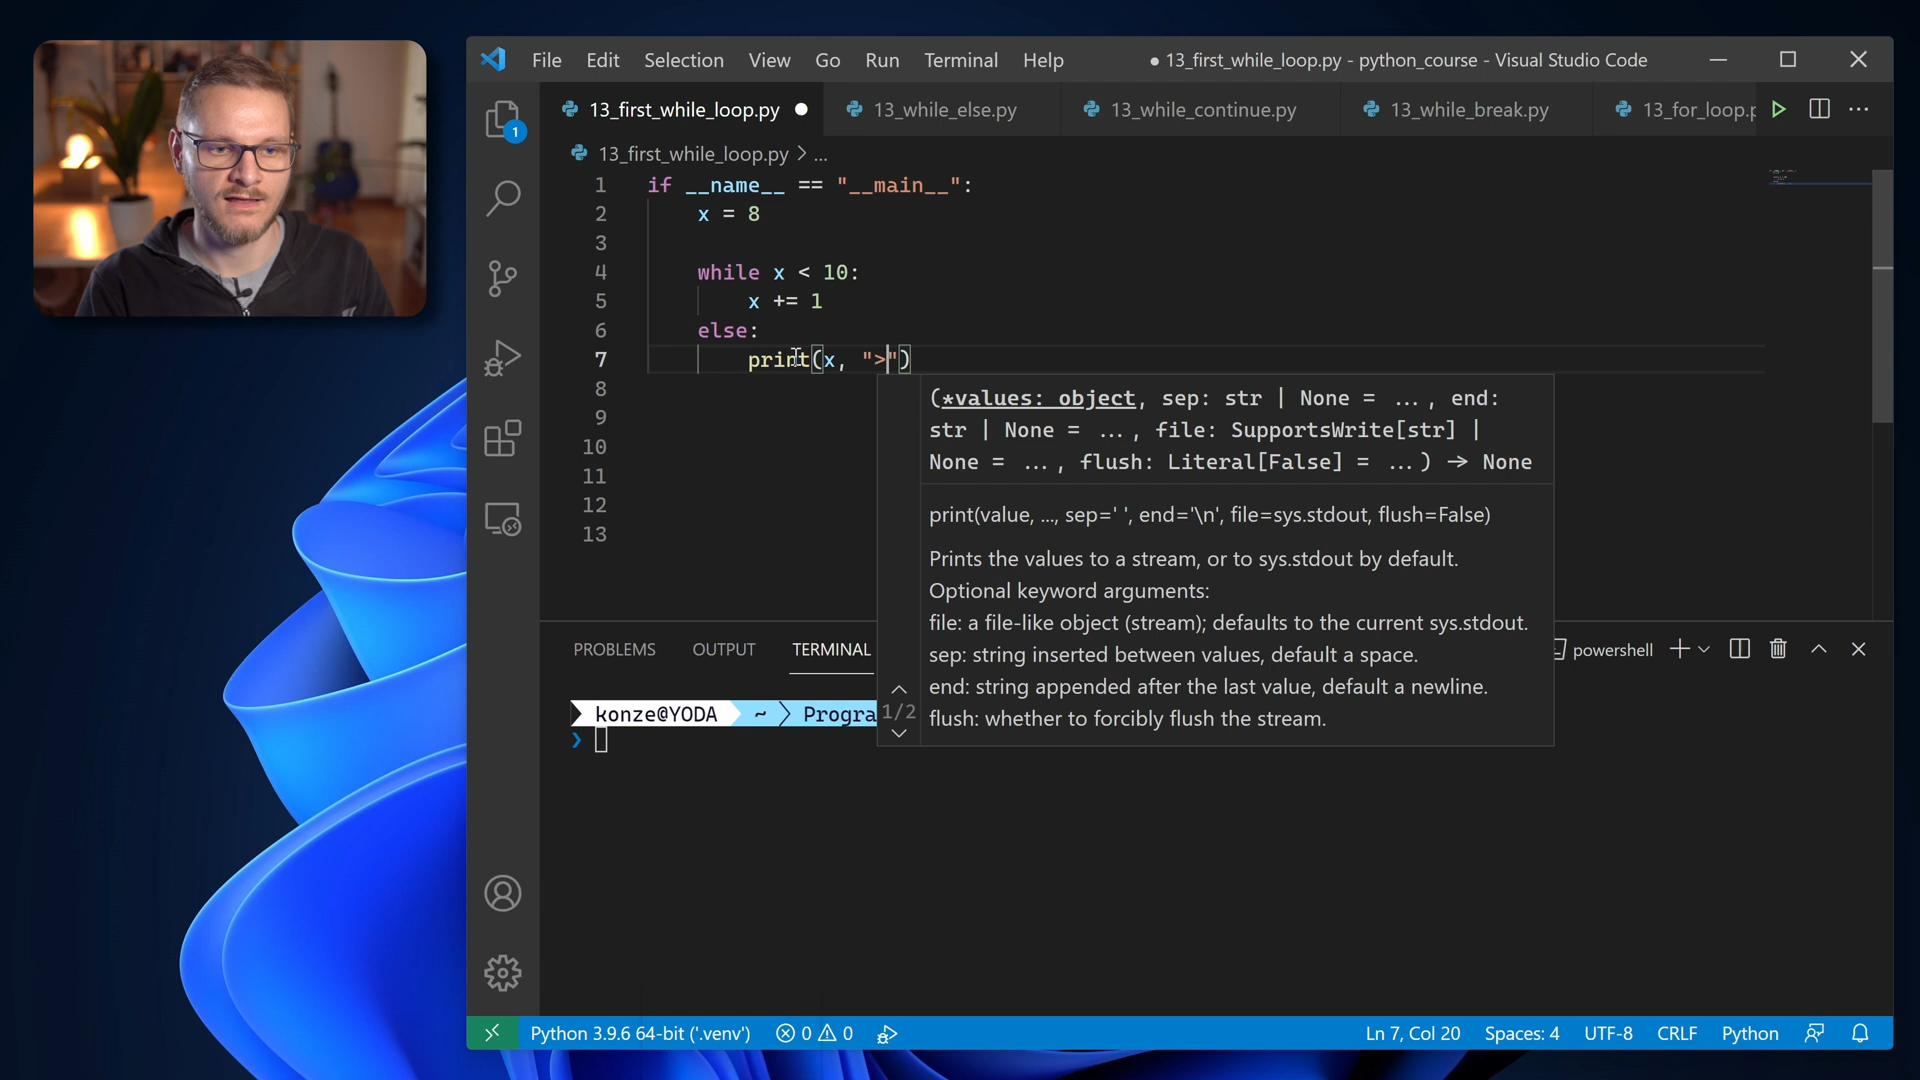 File Edit Selection View Go Run Terminal Help ● 13_first_while_loop.py - python_course - Visual Studio Code
13_first_while_loop.py 13_while_else.py 13_while_continue.py 13_while_break.py 13_for_loop.p
1
13_first_while_loop.py > ...
1 if __name__ == "__main__":
2 x = 8
3
4 while x < 10:
5 x += 1
6 else:
7 print(x, ">")
8
9
10
11
12
13
(*values: object, sep: str | None = ..., end:
str | None = ..., file: SupportsWrite[str] |
None = ..., flush: Literal[False] = ...) -> None
print(value, ..., sep=' ', end='\n', file=sys.stdout, flush=False)
Prints the values to a stream, or to sys.stdout by default.
Optional keyword arguments:
file: a file-like object (stream); defaults to the current sys.stdout.
sep: string inserted between values, default a space.
end: string appended after the last value, default a newline.
flush: whether to forcibly flush the stream.
1/2
PROBLEMS OUTPUT TERMINAL powershell
konze@YODA ~ Progra
❯
Python 3.9.6 64-bit ('.venv') 0 0 Ln 7, Col 20 Spaces: 4 UTF-8 CRLF Python